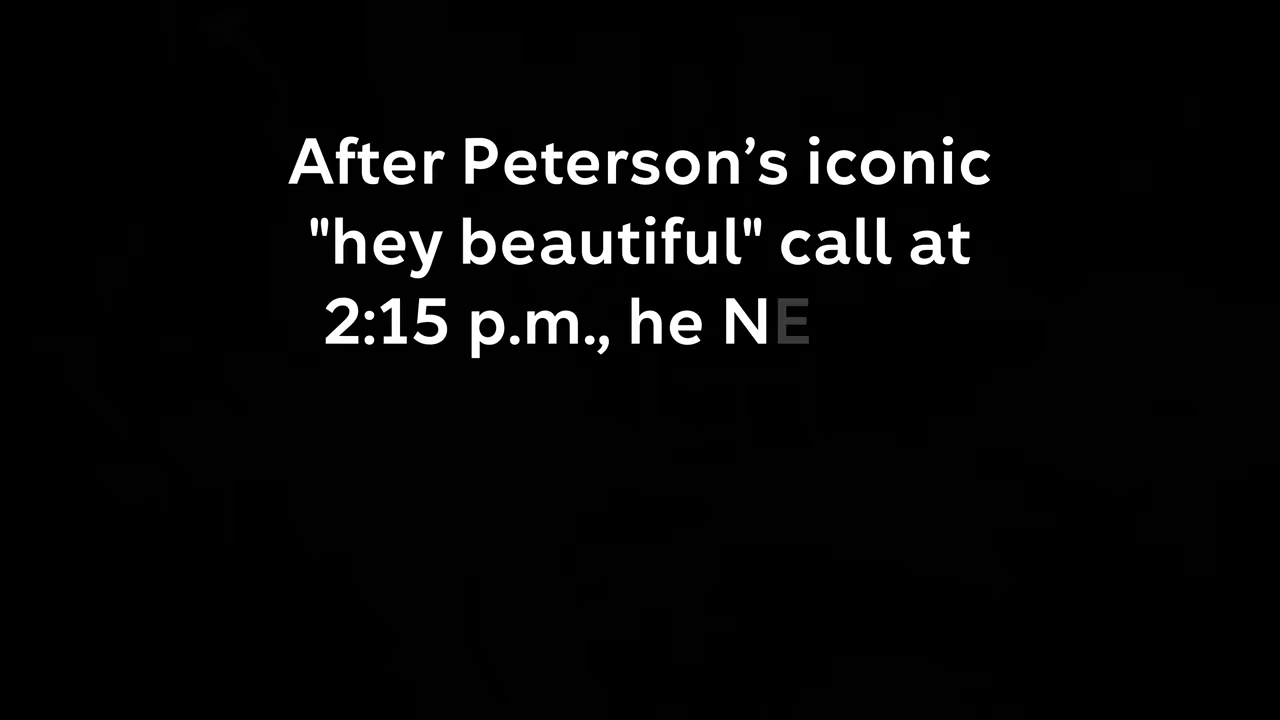 After Peterson’s iconic
"hey beautiful" call at
2:15 p.m., he NE